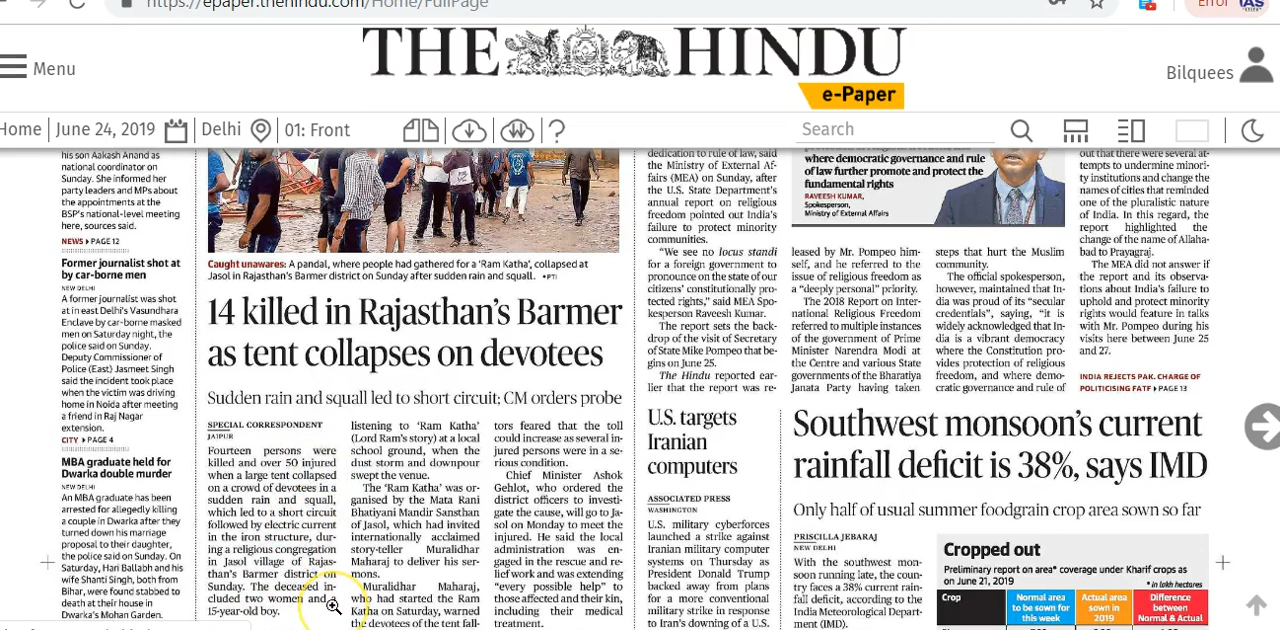 https://epaper.thehindu.com/Home/FullPage
Error
IAS
Menu
THE HINDU
e-Paper
Bilquees
Home
June 24, 2019
Delhi
01: Front
?
Search
his son Aakash Anand as
national coordinator on
Sunday. She informed her
party leaders and MPs about
the appointments at the
BSP's national-level meeting
here, sources said.
NEWS ▸ PAGE 12
Former journalist shot at
by car-borne men
NEW DELHI
A former journalist was shot
at in east Delhi's Vasundhara
Enclave by car-borne masked
men on Saturday night, the
police said on Sunday.
Deputy Commissioner of
Police (East) Jasmeet Singh
said the incident took place
when the victim was driving
home in Noida after meeting
a friend in Raj Nagar
extension.
CITY ▸ PAGE 4
MBA graduate held for
Dwarka double murder
NEW DELHI
An MBA graduate has been
arrested for allegedly killing
a couple in Dwarka after they
turned down his marriage
proposal to their daughter,
the police said on Sunday. On
Saturday, Hari Ballabh and his
wife Shanti Singh, both from
Bihar, were found stabbed to
death at their house in
Dwarka's Mohan Garden.
Caught unawares: A pandal, where people had gathered for a 'Ram Katha', collapsed at
Jasol in Rajasthan's Barmer district on Sunday after sudden rain and squall. •PTI
14 killed in Rajasthan's Barmer
as tent collapses on devotees
Sudden rain and squall led to short circuit; CM orders probe
SPECIAL CORRESPONDENT
JAIPUR
Fourteen persons were
killed and over 50 injured
when a large tent collapsed
on a crowd of devotees in a
sudden rain and squall,
which led to a short circuit
followed by electric current
in the iron structure, dur-
ing a religious congregation
in Jasol village of Rajas-
than's Barmer district on
Sunday. The deceased in-
cluded two women and a
15-year-old boy.
listening to 'Ram Katha'
(Lord Ram's story) at a local
school ground, when the
dust storm and downpour
swept the venue.
The 'Ram Katha' was or-
ganised by the Mata Rani
Bhatiyani Mandir Sansthan
of Jasol, which had invited
internationally acclaimed
story-teller Muralidhar
Maharaj to deliver his ser-
mons.
Muralidhar Maharaj,
who had started the Ram
Katha on Saturday, warned
the devotees of the tent fall-
tors feared that the toll
could increase as several in-
jured persons were in a se-
rious condition.
Chief Minister Ashok
Gehlot, who ordered the
district officers to investi-
gate the cause, will go to Ja-
sol on Monday to meet the
injured. He said the local
administration was en-
gaged in the rescue and re-
lief work and was extending
"every possible help" to
those affected and their kin,
including their medical
treatment.
dedication to rule of law, said
the Ministry of External Af-
fairs (MEA) on Sunday, after
the U.S. State Department's
annual report on religious
freedom pointed out India's
failure to protect minority
communities.
"We see no locus standi
for a foreign government to
pronounce on the state of our
citizens' constitutionally pro-
tected rights," said MEA Spo-
kesperson Raveesh Kumar.
The report sets the back-
drop of the visit of Secretary
of State Mike Pompeo that be-
gins on June 25.
The Hindu reported ear-
lier that the report was re-
where democratic governance and rule
of law further promote and protect the
fundamental rights
RAVEESH KUMAR,
Spokesperson,
Ministry of External Affairs
leased by Mr. Pompeo him-
self, and he referred to the
issue of religious freedom as
a "deeply personal" priority.
The 2018 Report on Inter-
national Religious Freedom
referred to multiple instances
of the government of Prime
Minister Narendra Modi at
the Centre and various State
governments of the Bharatiya
Janata Party having taken
steps that hurt the Muslim
community.
The official spokesperson,
however, maintained that In-
dia was proud of its "secular
credentials", saying, "it is
widely acknowledged that In-
dia is a vibrant democracy
where the Constitution pro-
vides protection of religious
freedom, and where demo-
cratic governance and rule of
out that there were several at-
tempts to undermine minori-
ty institutions and change the
names of cities that reminded
one of the pluralistic nature
of India. In this regard, the
report highlighted the
change of the name of Allaha-
bad to Prayagraj.
The MEA did not answer if
the report and its observa-
tions about India's failure to
uphold and protect minority
rights would feature in talks
with Mr. Pompeo during his
visits here between June 25
and 27.
INDIA REJECTS PAK. CHARGE OF
POLITICISING FATF ▸ PAGE 13
U.S. targets
Iranian
computers
ASSOCIATED PRESS
WASHINGTON
U.S. military cyberforces
launched a strike against
Iranian military computer
systems on Thursday as
President Donald Trump
backed away from plans
for a more conventional
military strike in response
to Iran's downing of a U.S.
Southwest monsoon's current
rainfall deficit is 38%, says IMD
Only half of usual summer foodgrain crop area sown so far
PRISCILLA JEBARAJ
NEW DELHI
With the southwest mon-
soon running late, the coun-
try faces a 38% current rain-
fall deficit, according to the
India Meteorological Depart-
ment (IMD).
Cropped out
Preliminary report on area* coverage under Kharif crops as
on June 21, 2019
* in lakh hectares
Crop
Normal area to be sown for this week
Actual area sown in 2019
Difference between Normal & Actual